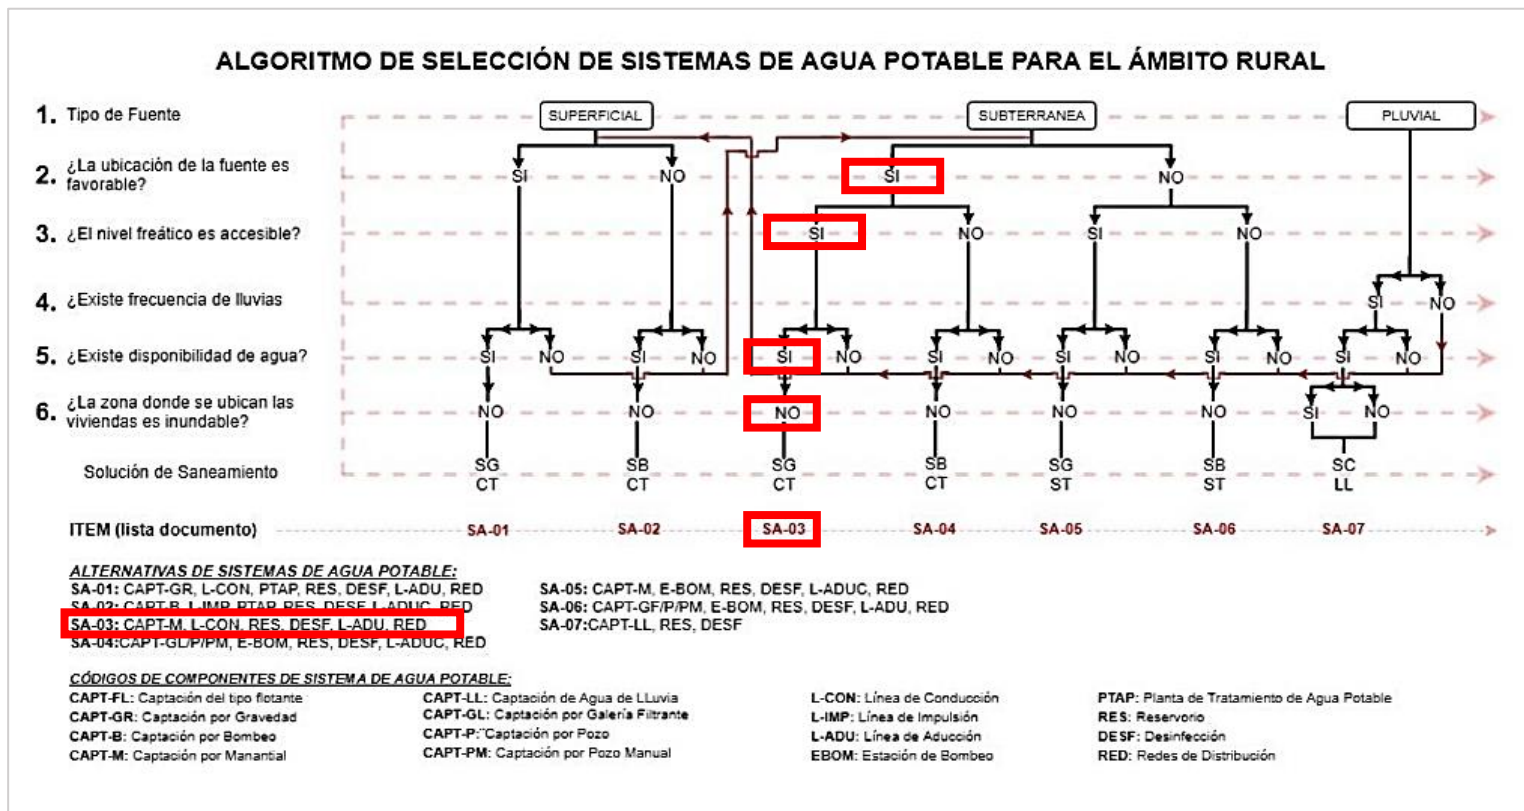 ALGORITMO DE SELECCIÓN DE SISTEMAS DE AGUA POTABLE PARA EL ÁMBITO RURAL
1. Tipo de Fuente SUPERFICIAL SUBTERRANEA PLUVIAL
2. ¿La ubicación de la fuente es
favorable?
SI NO SI NO
3. ¿El nivel freático es accesible? SI NO SI NO
4. ¿Existe frecuencia de lluvias SI NO
5. ¿Existe disponibilidad de agua? SI NO SI NO SI NO SI NO SI NO SI NO SI NO
6. ¿La zona donde se ubican las
viviendas es inundable?
NO NO NO NO NO NO SI NO
Solución de Saneamiento
SG SB SG SB SG SB SC
CT CT CT CT ST ST LL
ITEM (lista documento) SA-01 SA-02 SA-03 SA-04 SA-05 SA-06 SA-07
ALTERNATIVAS DE SISTEMAS DE AGUA POTABLE:
SA-01: CAPT-GR, L-CON, PTAP, RES, DESF, L-ADU, RED
SA-02: CAPT-B, L-IMP, PTAP, RES, DESF, L-ADUC, RED
SA-03: CAPT-M, L-CON, RES, DESF, L-ADU, RED
SA-04:CAPT-GL/P/PM, E-BOM, RES, DESF, L-ADUC, RED
SA-05: CAPT-M, E-BOM, RES, DESF, L-ADUC, RED
SA-06: CAPT-GF/P/PM, E-BOM, RES, DESF, L-ADU, RED
SA-07:CAPT-LL, RES, DESF
CÓDIGOS DE COMPONENTES DE SISTEMA DE AGUA POTABLE:
CAPT-FL: Captación del tipo flotante
CAPT-GR: Captación por Gravedad
CAPT-B: Captación por Bombeo
CAPT-M: Captación por Manantial
CAPT-LL: Captación de Agua de LLuvia
CAPT-GL: Captación por Galería Filtrante
CAPT-P: Captación por Pozo
CAPT-PM: Captación por Pozo Manual
L-CON: Línea de Conducción
L-IMP: Línea de Impulsión
L-ADU: Línea de Aducción
EBOM: Estación de Bombeo
PTAP: Planta de Tratamiento de Agua Potable
RES: Reservorio
DESF: Desinfección
RED: Redes de Distribución